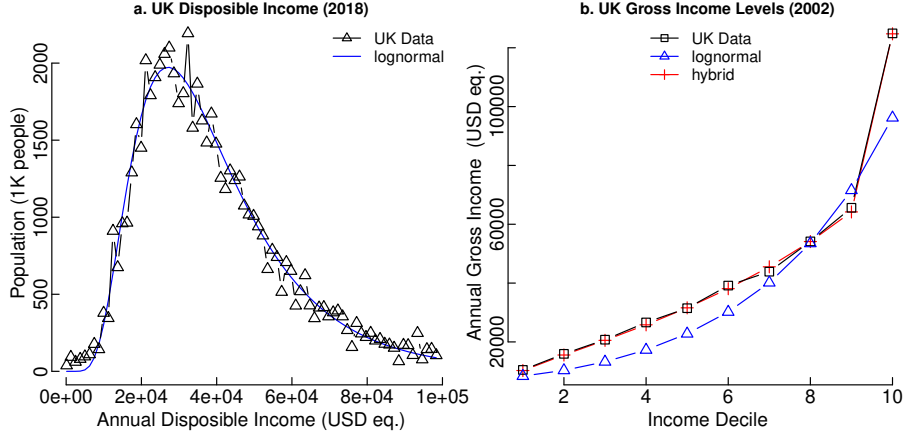 a. UK Disposible Income (2018)
UK Data
lognormal
Population (1K people)
0
500
1000
1500
2000
0e+00
2e+04
4e+04
6e+04
8e+04
1e+05
Annual Disposible Income (USD eq.)
b. UK Gross Income Levels (2002)
UK Data
lognormal
hybrid
Annual Gross Income (USD eq.)
20000
60000
100000
2
4
6
8
10
Income Decile